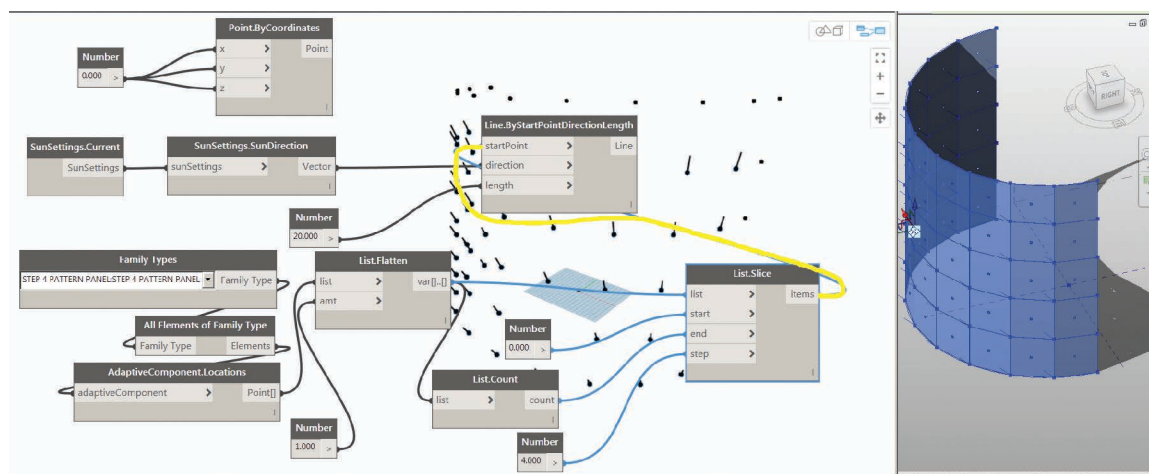 Point.ByCoordinates
Number
0.000 >
x >
Point
y >
z >
l
SunSettings.Current
SunSettings
SunSettings.SunDirection
sunSettings >
Vector
l
Line.ByStartPointDirectionLength
startPoint >
Line
direction >
length >
l
Number
20.000 >
Family Types
STEP 4 PATTERN PANEL:STEP 4 PATTERN PANEL
Family Type
All Elements of Family Type
Family Type
Elements
AdaptiveComponent.Locations
adaptiveComponent >
Point[]
l
List.Flatten
list >
var[]..[]
amt >
l
Number
1.000 >
List.Count
list >
count
l
Number
0.000 >
Number
4.000 >
List.Slice
list >
Items
start >
end >
step >
l
RIGHT